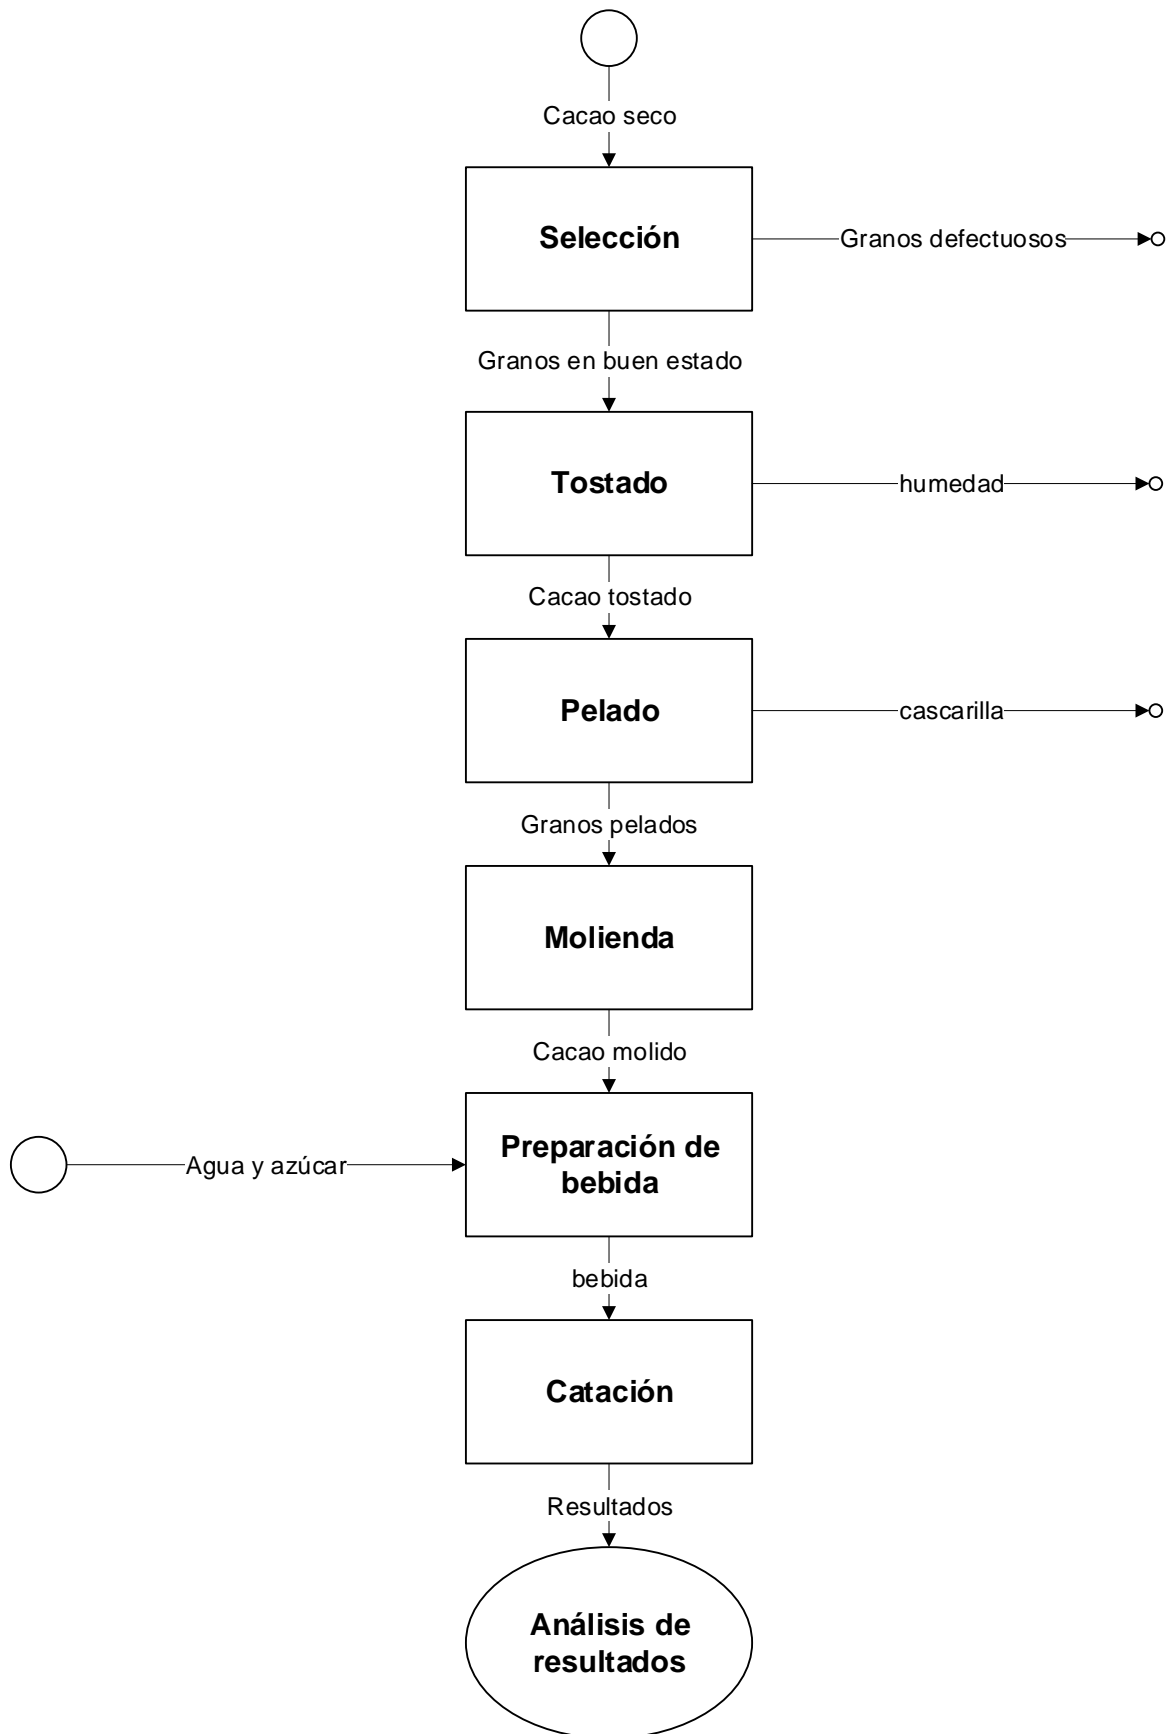 Cacao seco
Selección
Granos defectuosos
Granos en buen estado
Tostado
humedad
Cacao tostado
Pelado
cascarilla
Granos pelados
Molienda
Cacao molido
Preparación de
bebida
Agua y azúcar
bebida
Catación
Resultados
Análisis de
resultados